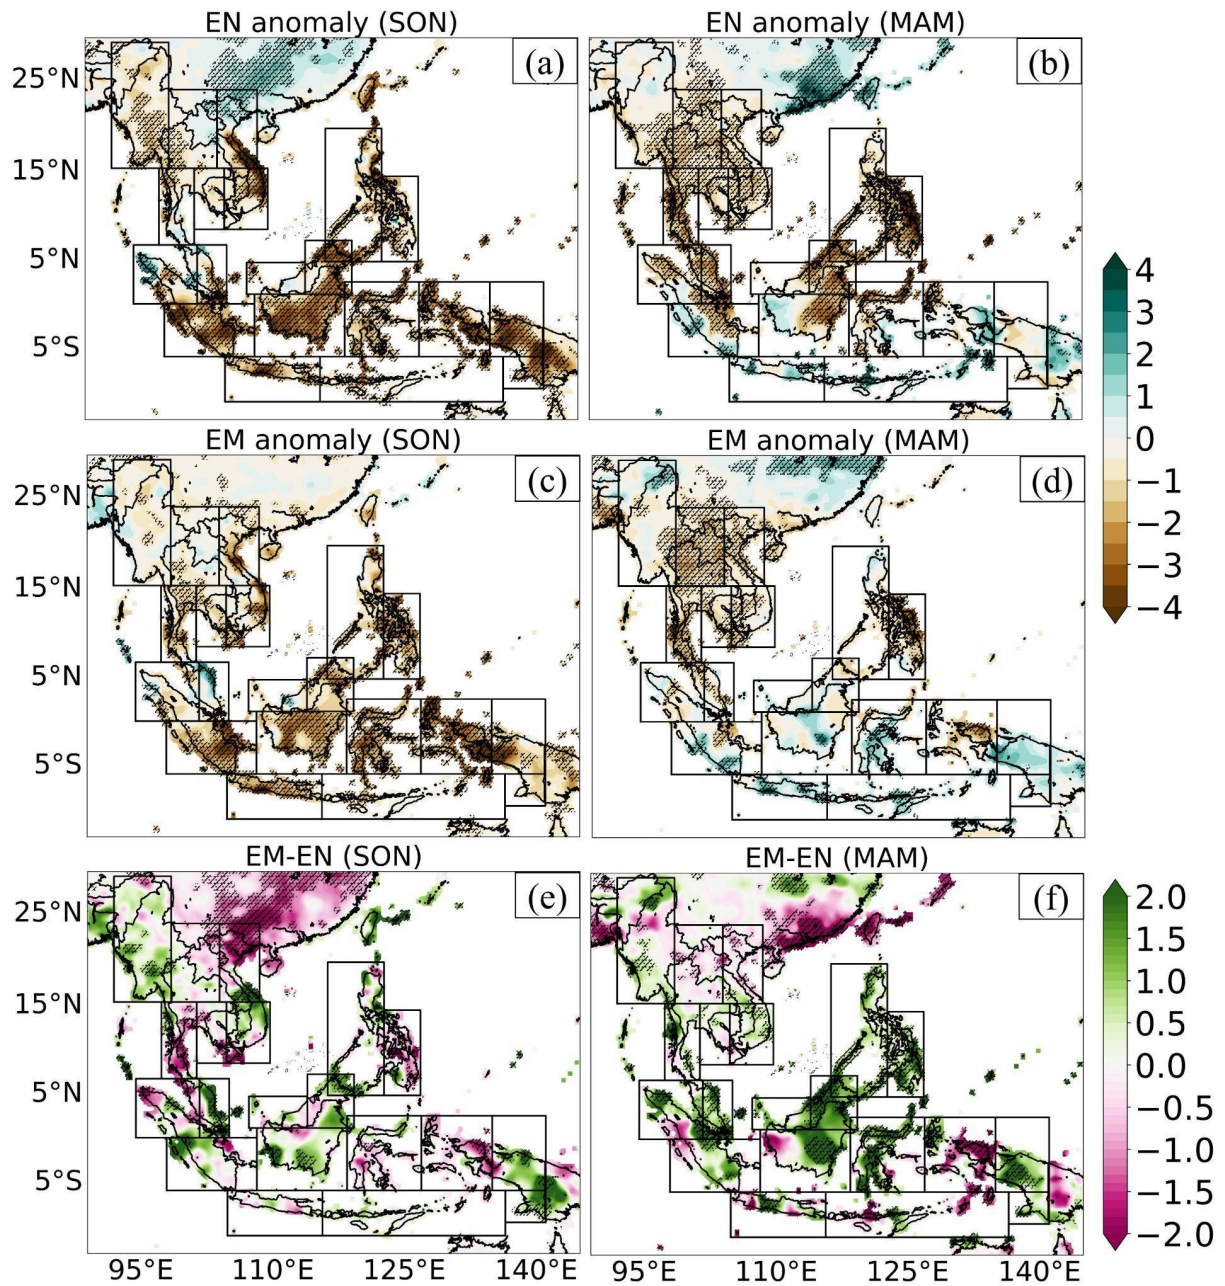 EN anomaly (SON)
EN anomaly (MAM)
(a)
(b)
25°N
15°N
5°N
5°S
EM anomaly (SON)
EM anomaly (MAM)
(c)
(d)
25°N
15°N
5°N
5°S
4
3
2
1
0
−1
−2
−3
−4
EM-EN (SON)
EM-EN (MAM)
(e)
(f)
25°N
15°N
5°N
5°S
2.0
1.5
1.0
0.5
0.0
−0.5
−1.0
−1.5
−2.0
95°E 110°E 125°E 140°E
95°E 110°E 125°E 140°E